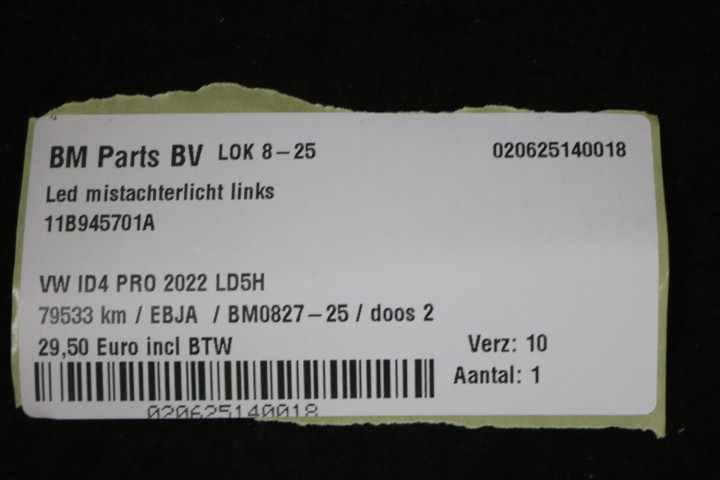 BM Parts BV LOK 8-25 020625140018
Led mistachterlicht links
11B945701A
VW ID4 PRO 2022 LD5H
79533 km / EBJA / BM0827-25 / doos 2
29,50 Euro incl BTW Verz: 10
Aantal: 1
020625140018